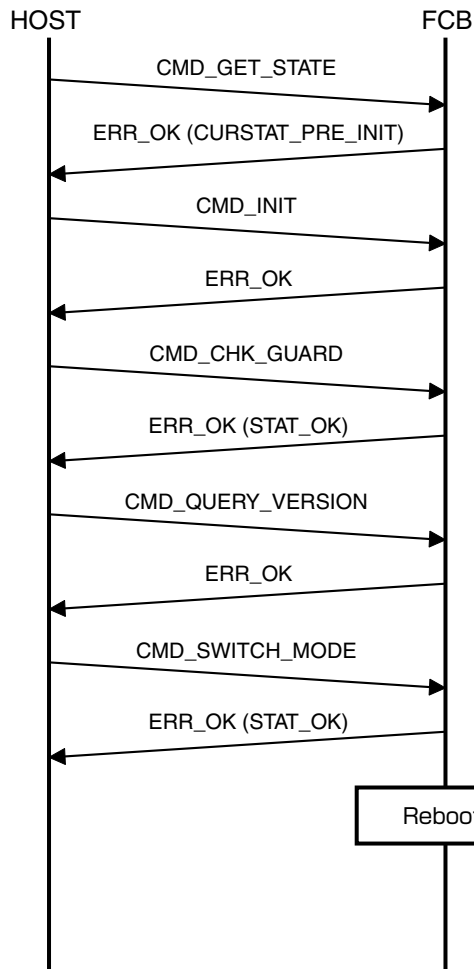 HOST FCB
CMD_GET_STATE
ERR_OK (CURSTAT_PRE_INIT)
CMD_INIT
ERR_OK
CMD_CHK_GUARD
ERR_OK (STAT_OK)
CMD_QUERY_VERSION
ERR_OK
CMD_SWITCH_MODE
ERR_OK (STAT_OK)
Reboot